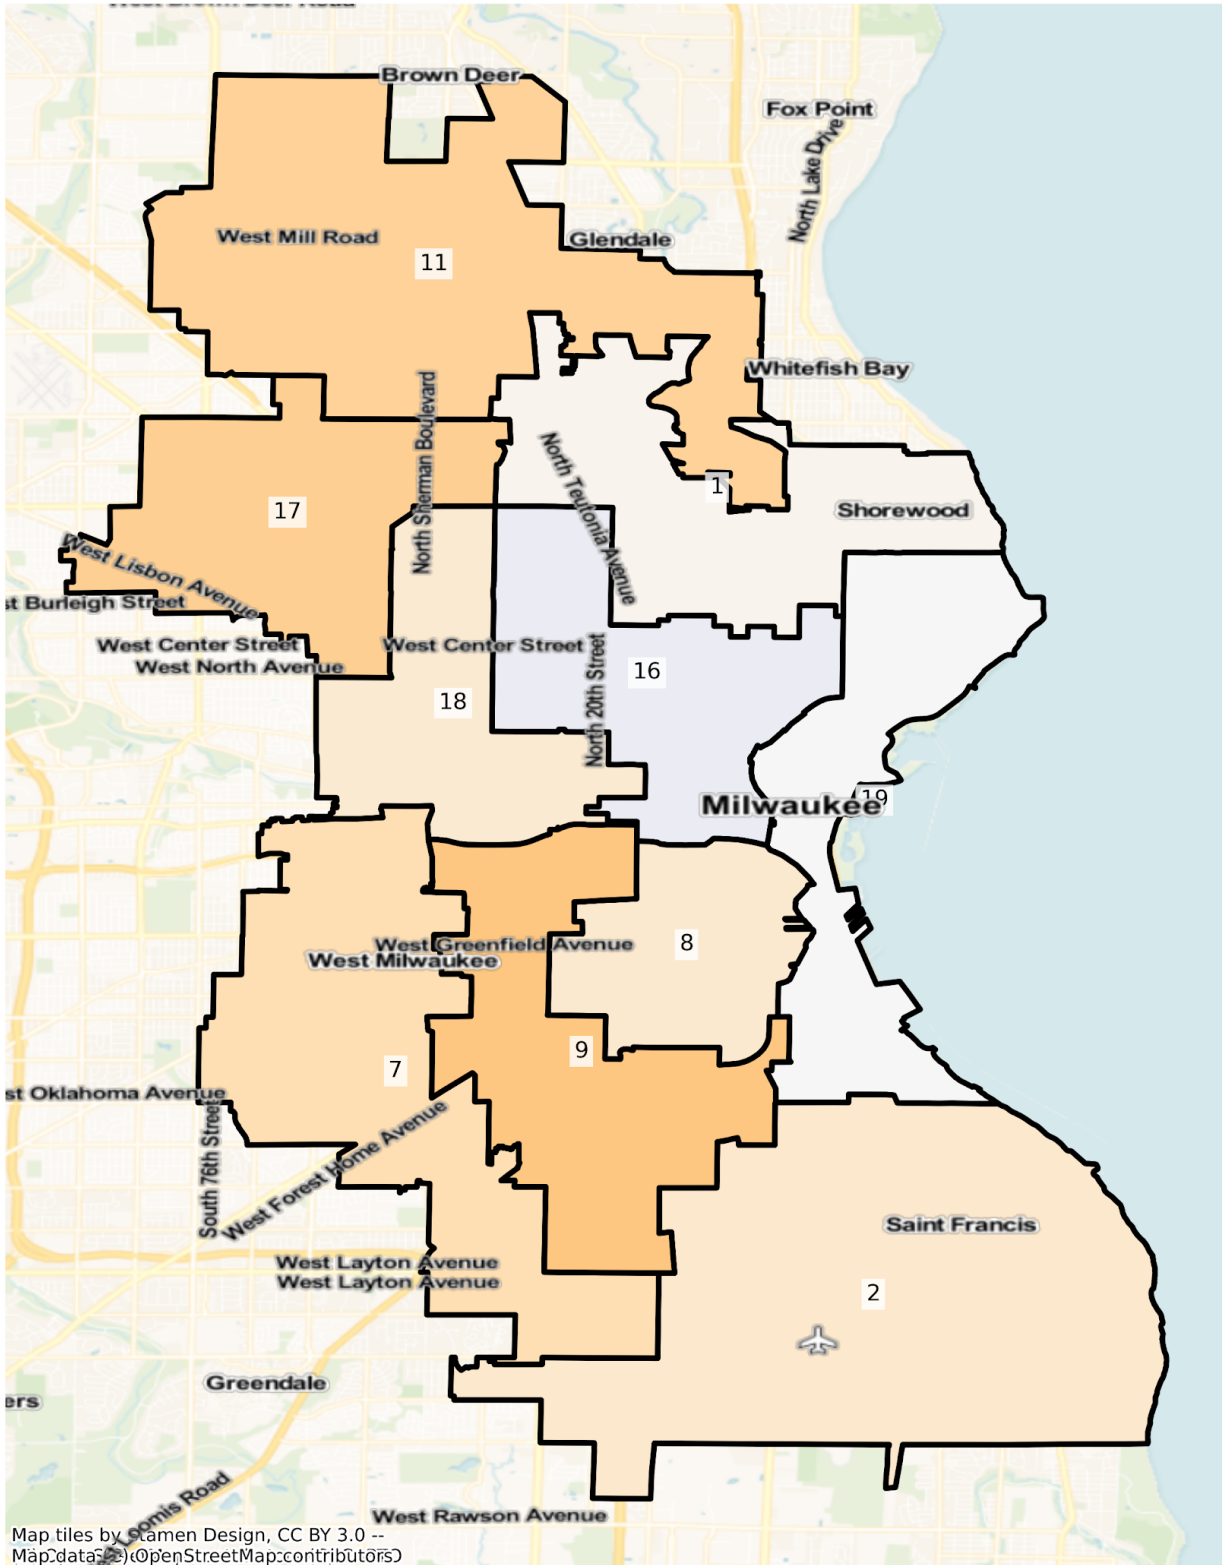 Brown Deer
Fox Point
North Lake Drive
West Mill Road
Glendale
11
Whitefish Bay
North Sherman Boulevard
North Teutonia Avenue
1
17
Shorewood
West Lisbon Avenue
st Burleigh Street
West Center Street
West Center Street
West North Avenue
16
North 20th Street
18
19
Milwaukee
8
West Greenfield Avenue
West Milwaukee
9
7
st Oklahoma Avenue
South 76th Street
West Forest Home Avenue
Saint Francis
West Layton Avenue
West Layton Avenue
2
Greendale
ers
Loomis Road
West Rawson Avenue
Map tiles by Stamen Design, CC BY 3.0 --
Map data (C) OpenStreetMap contributors